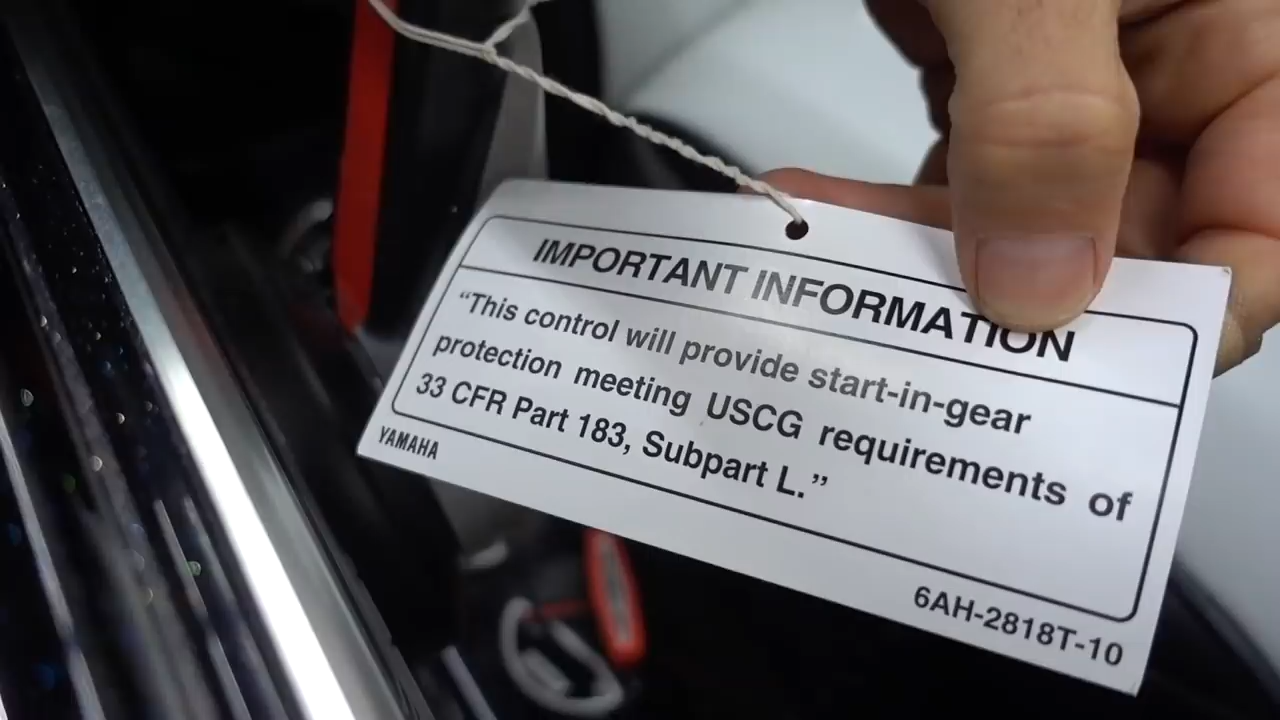 IMPORTANT INFORMATION
“This control will provide start-in-gear
protection meeting USCG requirements of
33 CFR Part 183, Subpart L.”
YAMAHA
6AH-2818T-10